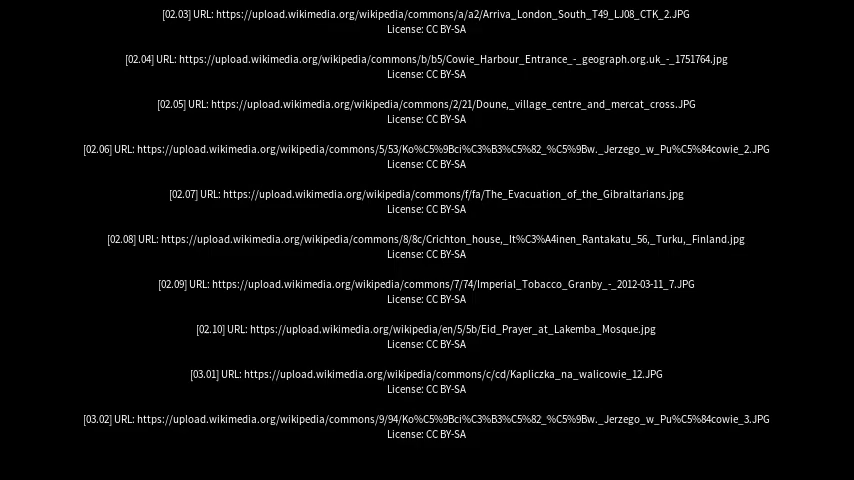 [02.03] URL: https://upload.wikimedia.org/wikipedia/commons/a/a2/Arriva_London_South_T49_LJ08_CTK_2.JPG
License: CC BY-SA
[02.04] URL: https://upload.wikimedia.org/wikipedia/commons/b/b5/Cowie_Harbour_Entrance_-_geograph.org.uk_-_1751764.jpg
License: CC BY-SA
[02.05] URL: https://upload.wikimedia.org/wikipedia/commons/2/21/Doune,_village_centre_and_mercat_cross.JPG
License: CC BY-SA
[02.06] URL: https://upload.wikimedia.org/wikipedia/commons/5/53/Ko%C5%9Bci%C3%B3%C5%82_%C5%9Bw._Jerzego_w_Pu%C5%84cowie_2.JPG
License: CC BY-SA
[02.07] URL: https://upload.wikimedia.org/wikipedia/commons/f/fa/The_Evacuation_of_the_Gibraltarians.jpg
License: CC BY-SA
[02.08] URL: https://upload.wikimedia.org/wikipedia/commons/8/8c/Crichton_house,_It%C3%A4inen_Rantakatu_56,_Turku,_Finland.jpg
License: CC BY-SA
[02.09] URL: https://upload.wikimedia.org/wikipedia/commons/7/74/Imperial_Tobacco_Granby_-_2012-03-11_7.JPG
License: CC BY-SA
[02.10] URL: https://upload.wikimedia.org/wikipedia/en/5/5b/Eid_Prayer_at_Lakemba_Mosque.jpg
License: CC BY-SA
[03.01] URL: https://upload.wikimedia.org/wikipedia/commons/c/cd/Kapliczka_na_walicowie_12.JPG
License: CC BY-SA
[03.02] URL: https://upload.wikimedia.org/wikipedia/commons/9/94/Ko%C5%9Bci%C3%B3%C5%82_%C5%9Bw._Jerzego_w_Pu%C5%84cowie_3.JPG
License: CC BY-SA